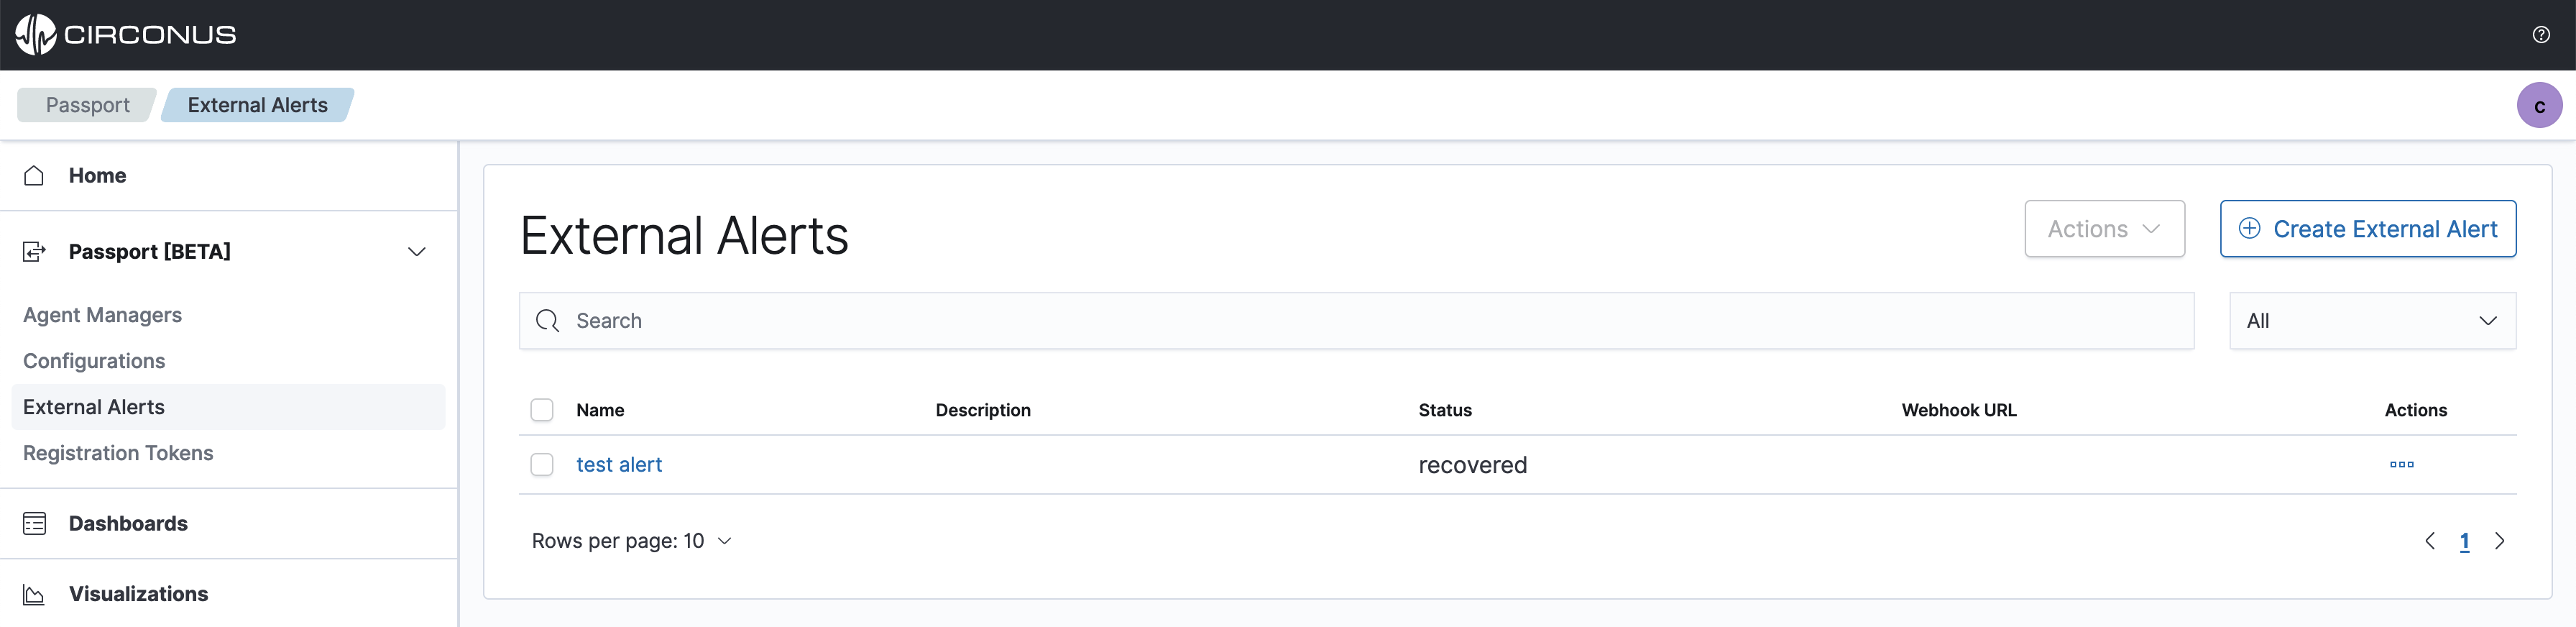 CIRCONUS
Passport
External Alerts
c
Home
Passport [BETA]
Agent Managers
Configurations
External Alerts
Registration Tokens
Dashboards
Visualizations
External Alerts
Actions
Create External Alert
Search
All
Name Description Status Webhook URL Actions
test alert recovered
Rows per page: 10
1